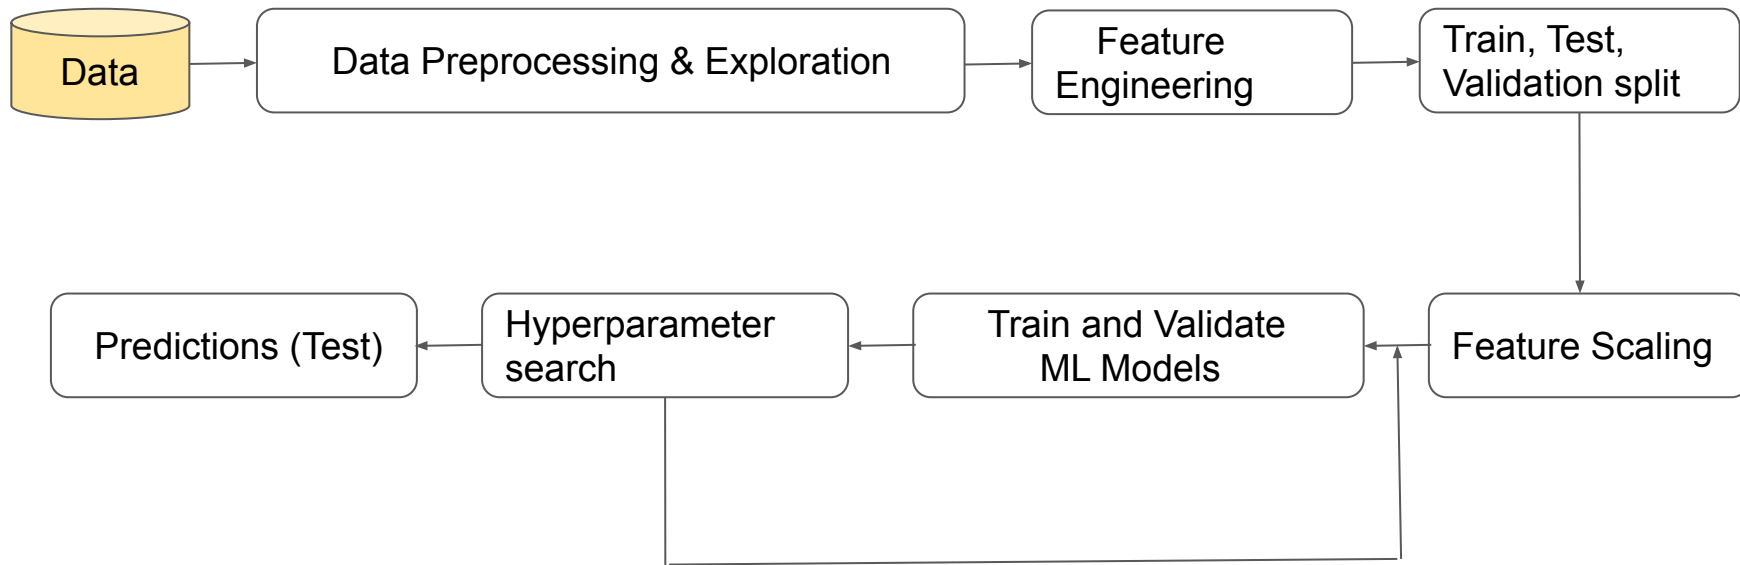 Data
Data Preprocessing & Exploration
Feature
Engineering
Train, Test,
Validation split
Feature Scaling
Train and Validate
ML Models
Hyperparameter
search
Predictions (Test)